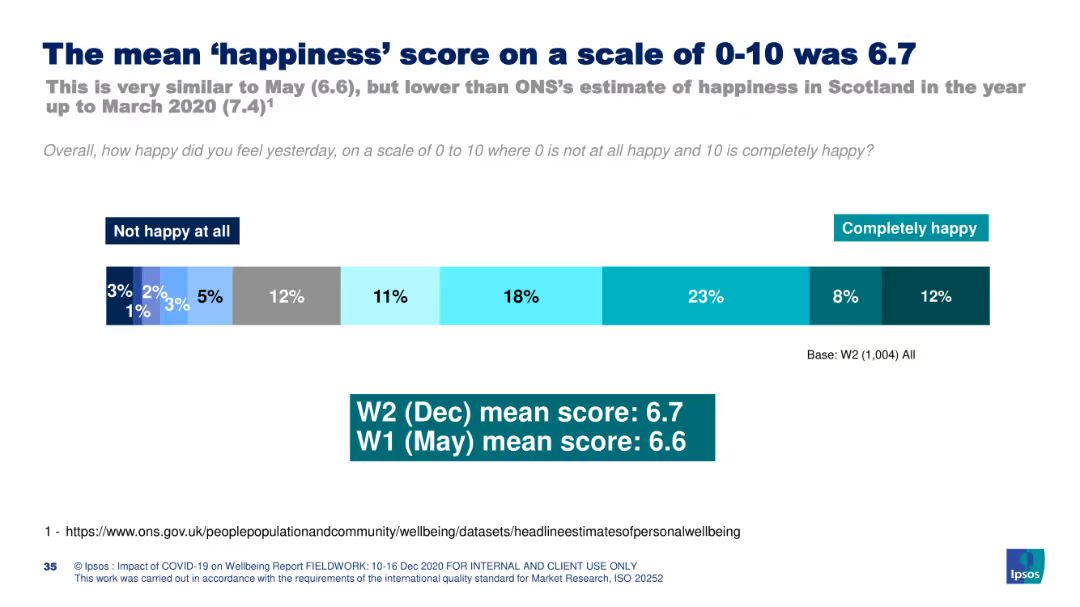 The mean ‘happiness’ score on a scale of 0-10 was 6.7
This is very similar to May (6.6), but lower than ONS’s estimate of happiness in Scotland in the year
up to March 2020 (7.4)1
Overall, how happy did you feel yesterday, on a scale of 0 to 10 where 0 is not at all happy and 10 is completely happy?
Not happy at all
Completely happy
3% 1% 2% 3% 5% 12% 11% 18% 23% 8% 12%
Base: W2 (1,004) All
W2 (Dec) mean score: 6.7
W1 (May) mean score: 6.6
1 - https://www.ons.gov.uk/peoplepopulationandcommunity/wellbeing/datasets/headlineestimatesofpersonalwellbeing
35 © Ipsos : Impact of COVID-19 on Wellbeing Report FIELDWORK: 10-16 Dec 2020 FOR INTERNAL AND CLIENT USE ONLY
This work was carried out in accordance with the requirements of the international quality standard for Market Research, ISO 20252
Ipsos